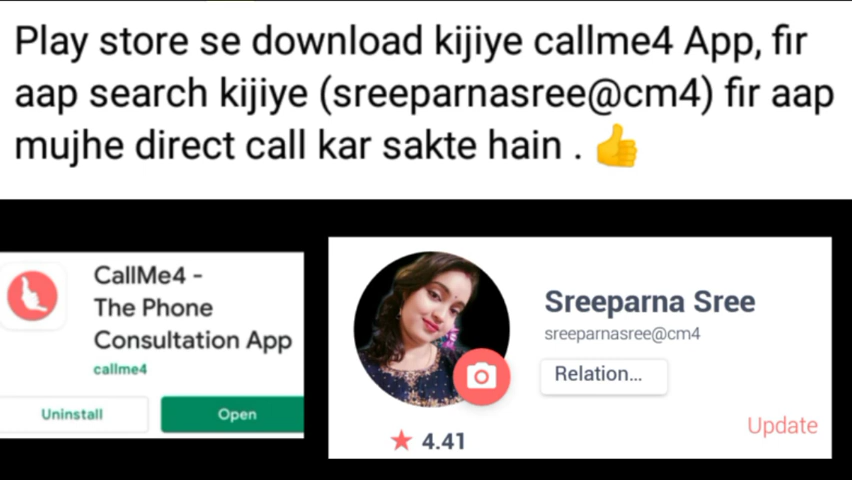 Play store se download kijiye callme4 App, fir
aap search kijiye (sreeparnasree@cm4) fir aap
mujhe direct call kar sakte hain . 👍
CallMe4 -
The Phone
Consultation App
callme4
Uninstall
Open
Sreeparna Sree
sreeparnasree@cm4
Relation...
Update
4.41